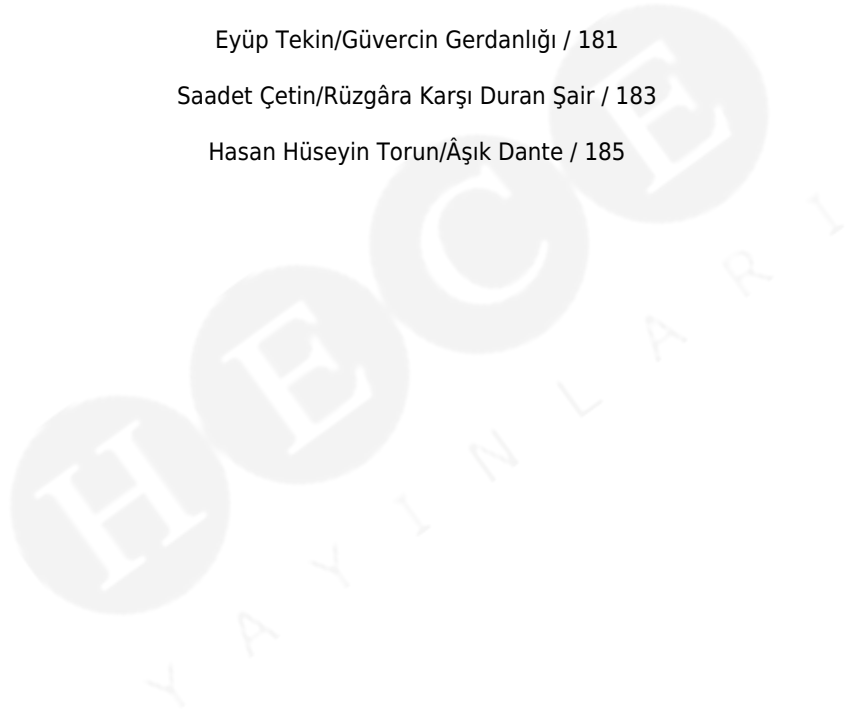 Eyüp Tekin/Güvercin Gerdanlığı / 181
Saadet Çetin/Rüzgâra Karşı Duran Şair / 183
Hasan Hüseyin Torun/Âşık Dante / 185
HECE
YAYINLARI